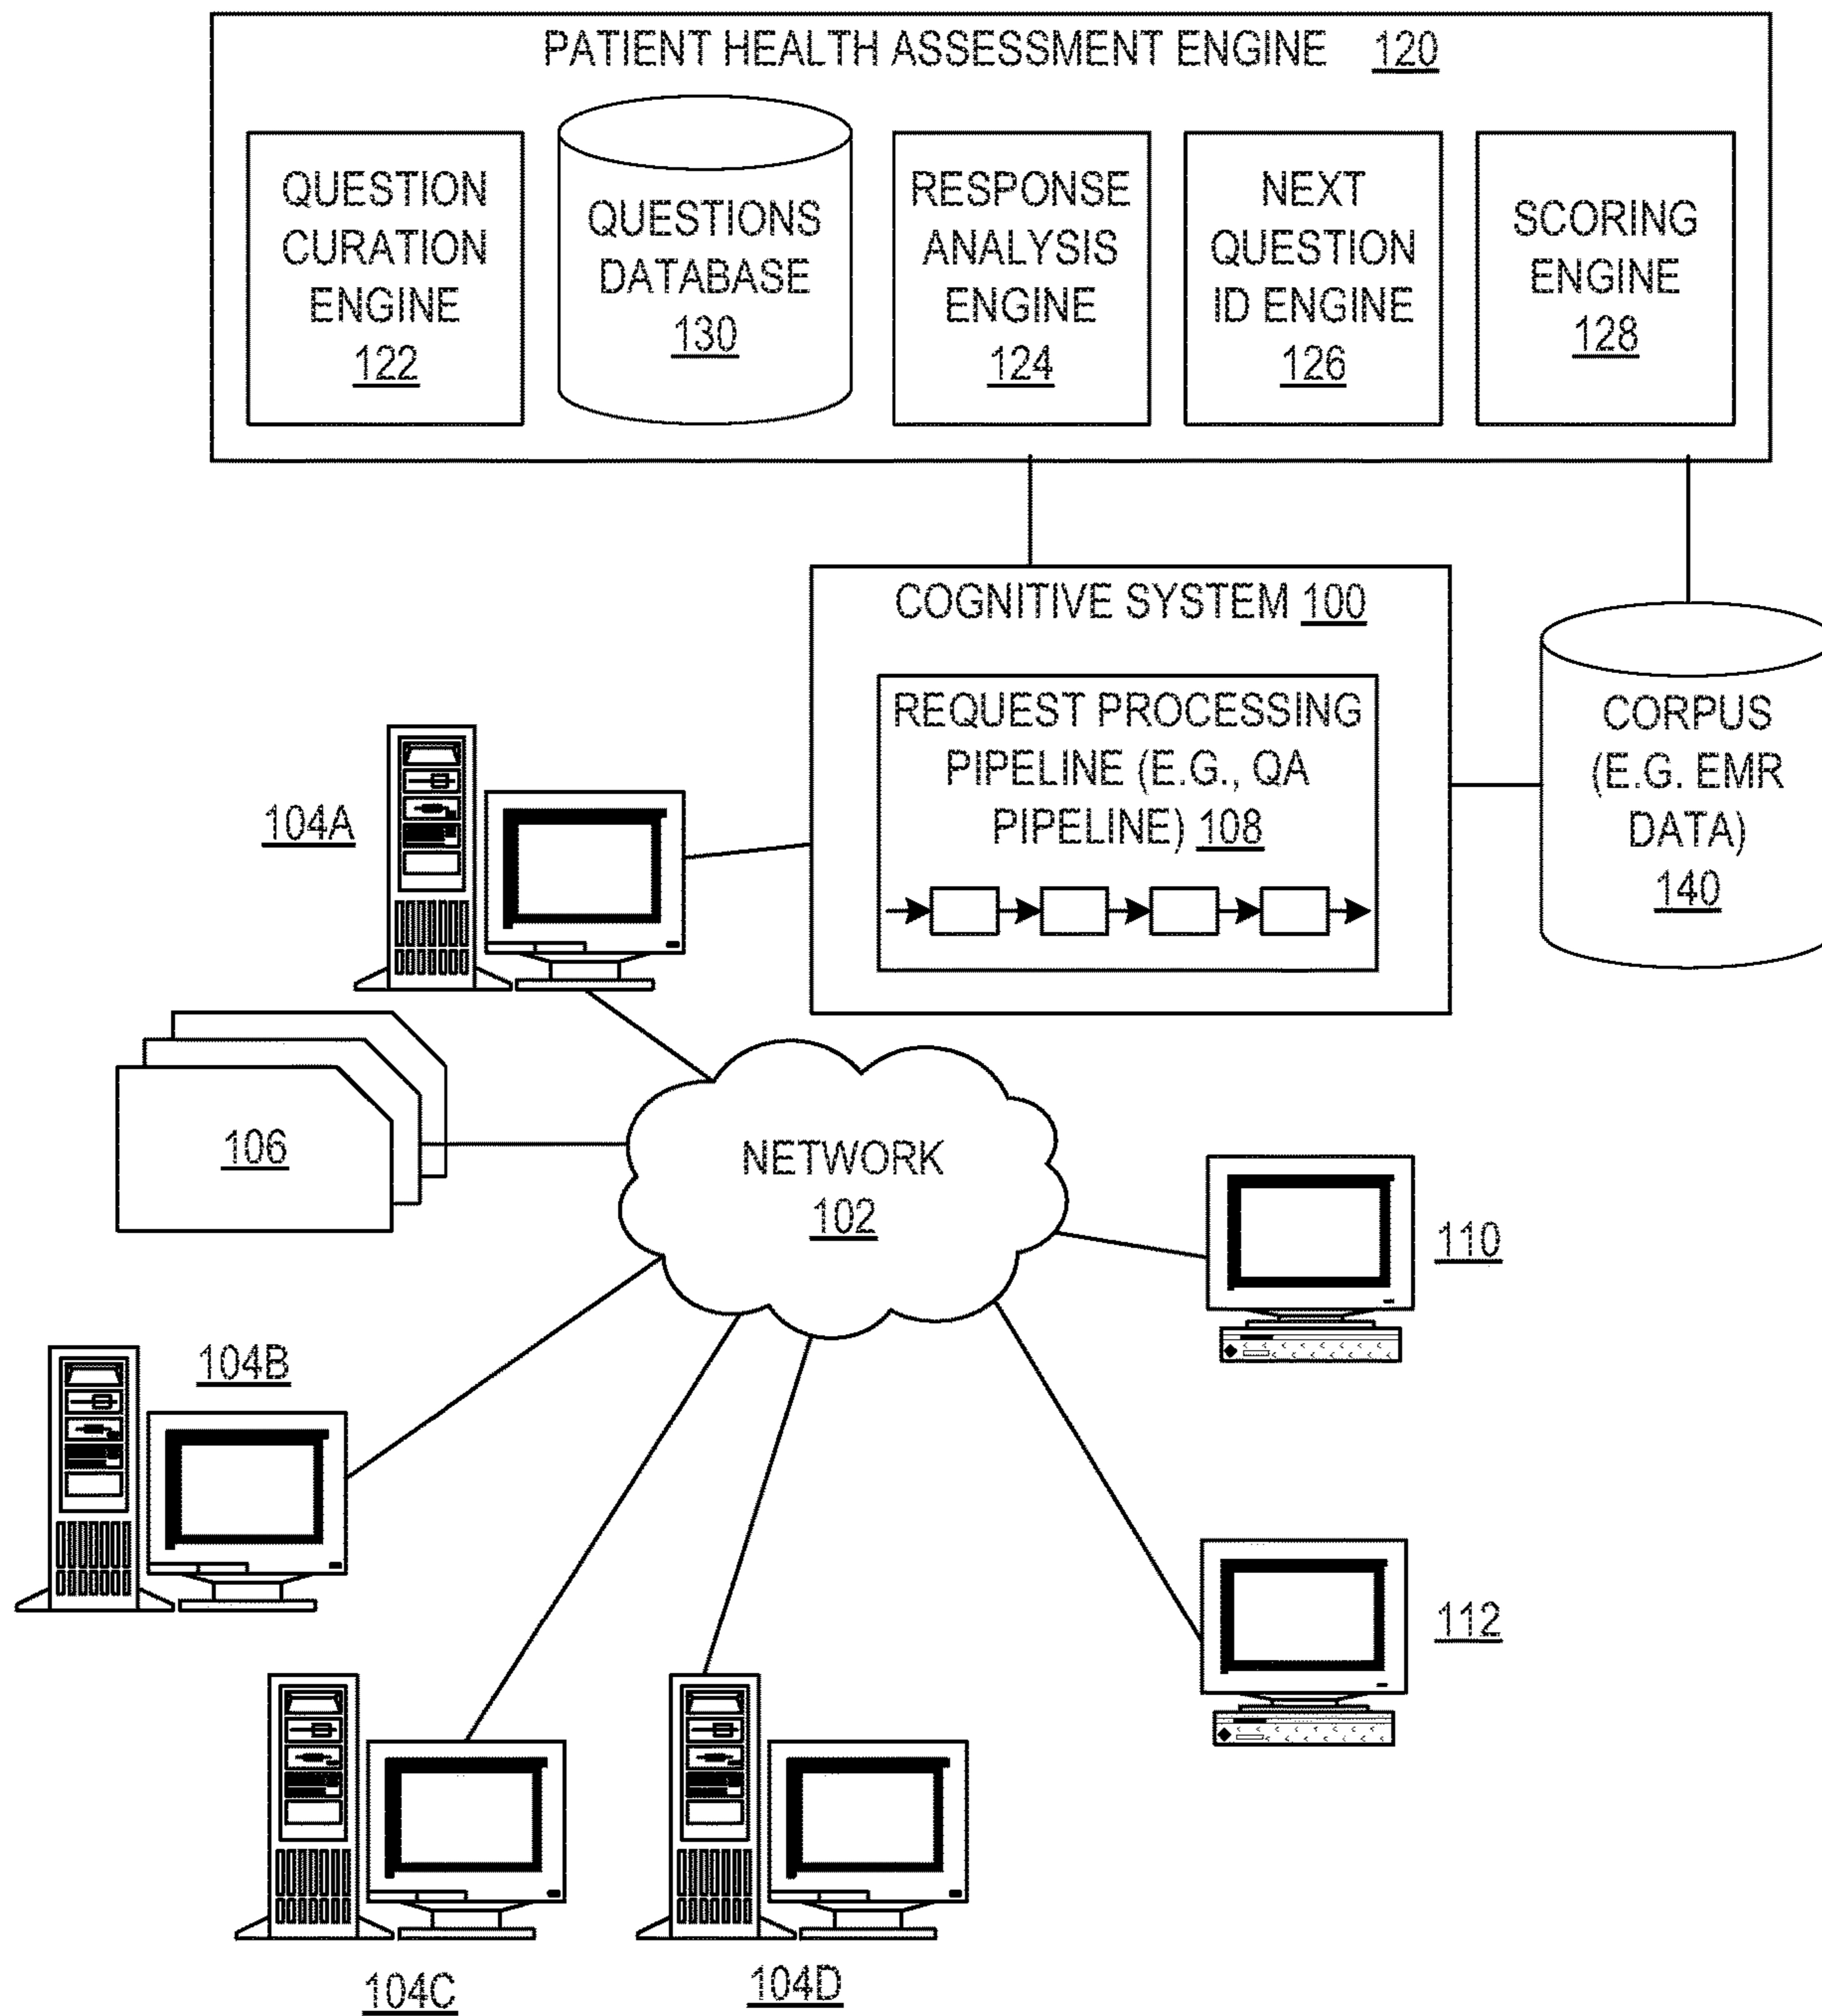 PATIENT HEALTH ASSESSMENT ENGINE 120
QUESTION
CURATION
ENGINE
122
QUESTIONS
DATABASE
130
RESPONSE
ANALYSIS
ENGINE
124
NEXT
QUESTION
ID ENGINE
126
SCORING
ENGINE
128
COGNITIVE SYSTEM 100
REQUEST PROCESSING
PIPELINE (E.G., QA
PIPELINE) 108
CORPUS
(E.G. EMR
DATA)
140
104A
106
NETWORK
102
110
104B
112
104C
104D